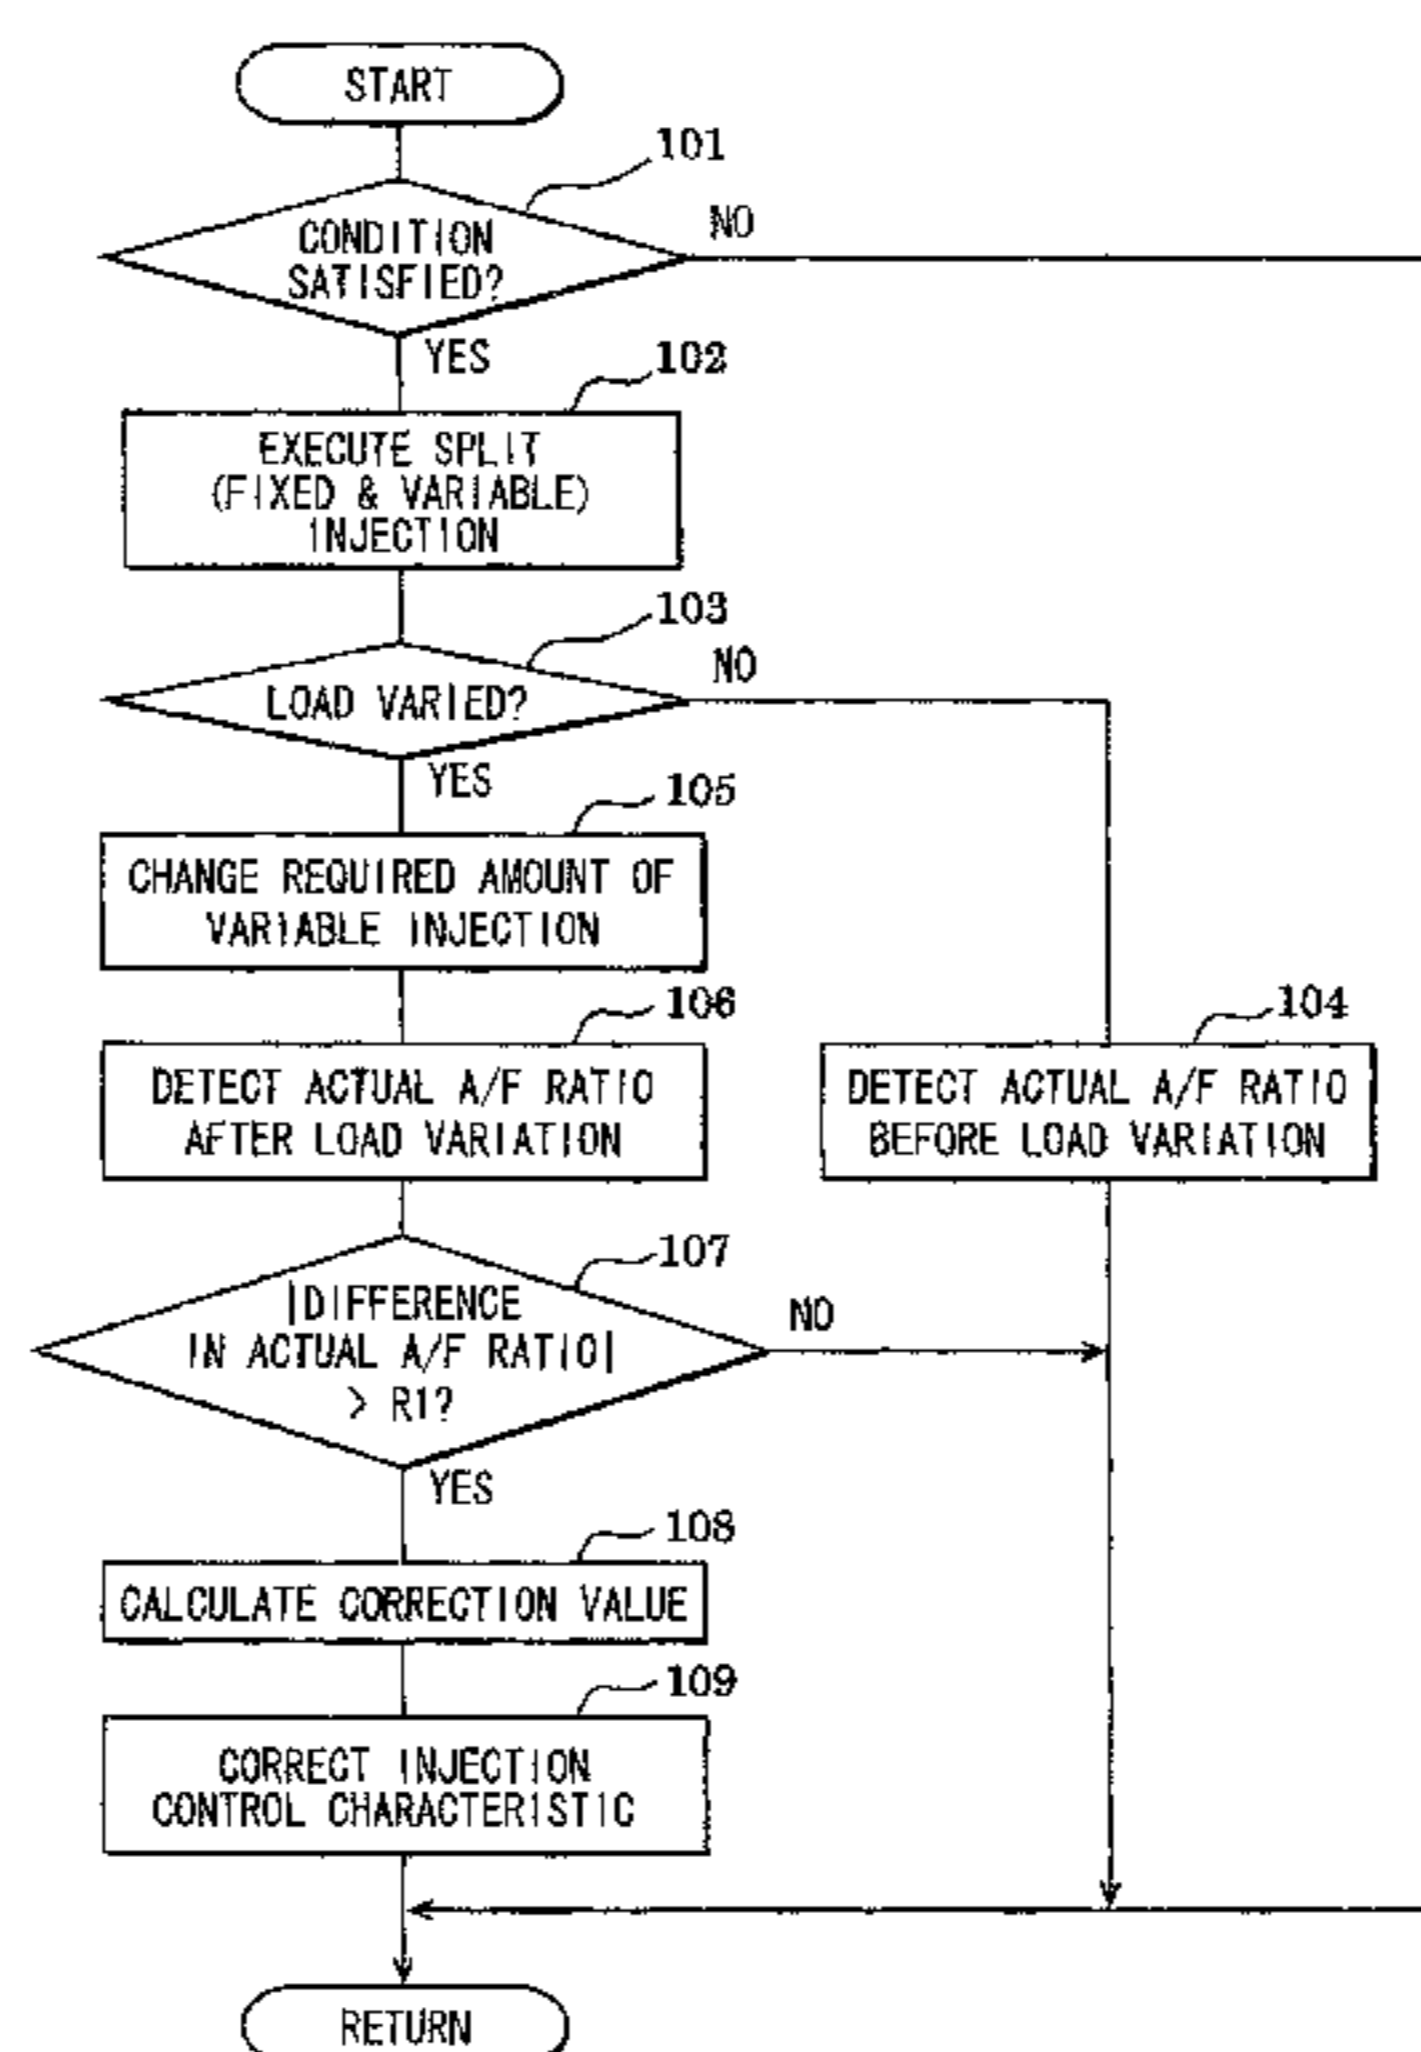 START
101
CONDITION
SATISFIED?
NO
YES
102
EXECUTE SPLIT
(FIXED & VARIABLE)
INJECTION
103
LOAD VARIED?
NO
YES
105
CHANGE REQUIRED AMOUNT OF
VARIABLE INJECTION
106
DETECT ACTUAL A/F RATIO
AFTER LOAD VARIATION
104
DETECT ACTUAL A/F RATIO
BEFORE LOAD VARIATION
107
|DIFFERENCE
IN ACTUAL A/F RATIO|
> R1?
NO
YES
108
CALCULATE CORRECTION VALUE
109
CORRECT INJECTION
CONTROL CHARACTERISTIC
RETURN